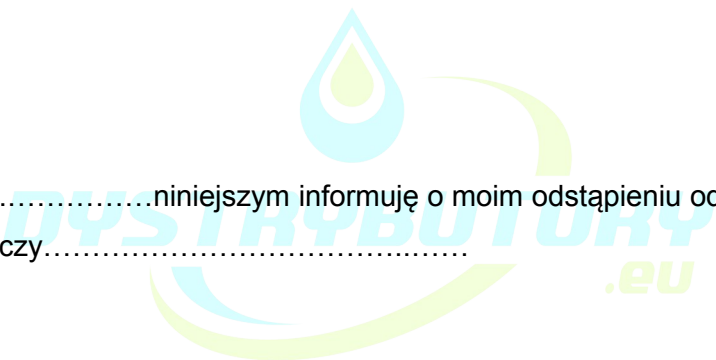 ..……………niniejszym informuję o moim odstąpieniu od
DYSTRYBUTORY
czy………………………………...……
.eu